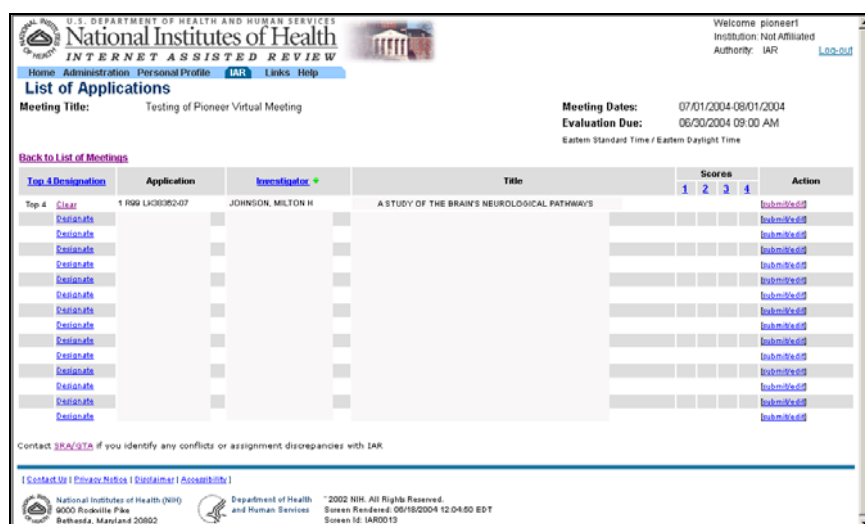 U.S. DEPARTMENT OF HEALTH AND HUMAN SERVICES
National Institutes of Health
INTERNET ASSISTED REVIEW
Welcome pioneer1
Institution: Not Affiliated
Authority: IAR Log-out
Home Administration Personal Profile IAR Links Help
List of Applications
Meeting Title: Testing of Pioneer Virtual Meeting
Meeting Dates: 07/01/2004-08/01/2004
Evaluation Due: 06/30/2004 09:00 AM
Eastern Standard Time / Eastern Daylight Time
Back to List of Meetings
Top 4 Designation Application Investigator Title Scores Action
1 2 3 4
Top 4 Clear 1 R99 JOHNSON, MILTON H A STUDY OF THE BRAIN'S NEUROLOGICAL PATHWAYS [submit/edit]
Designate [submit/edit]
Designate [submit/edit]
Designate [submit/edit]
Designate [submit/edit]
Designate [submit/edit]
Designate [submit/edit]
Designate [submit/edit]
Designate [submit/edit]
Designate [submit/edit]
Designate [submit/edit]
Designate [submit/edit]
Designate [submit/edit]
Designate [submit/edit]
Designate [submit/edit]
Contact SRA/GTA if you identify any conflicts or assignment discrepancies with IAR
[ Contact Us | Privacy Notice | Disclaimer | Accessibility ]
National Institutes of Health (NIH)
9000 Rockville Pike
Bethesda, Maryland 20892
Department of Health
and Human Services
2002 NIH. All Rights Reserved.
Screen Rendered: 06/18/2004 12:04:50 EDT
Screen Id: IAR0013